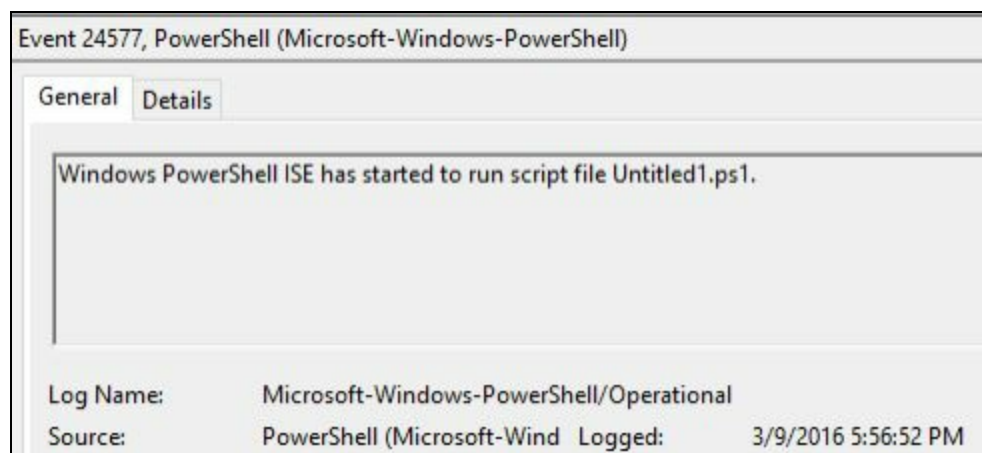 Event 24577, PowerShell (Microsoft-Windows-PowerShell)
General Details
Windows PowerShell ISE has started to run script file Untitled1.ps1.
Log Name: Microsoft-Windows-PowerShell/Operational
Source: PowerShell (Microsoft-Wind Logged: 3/9/2016 5:56:52 PM